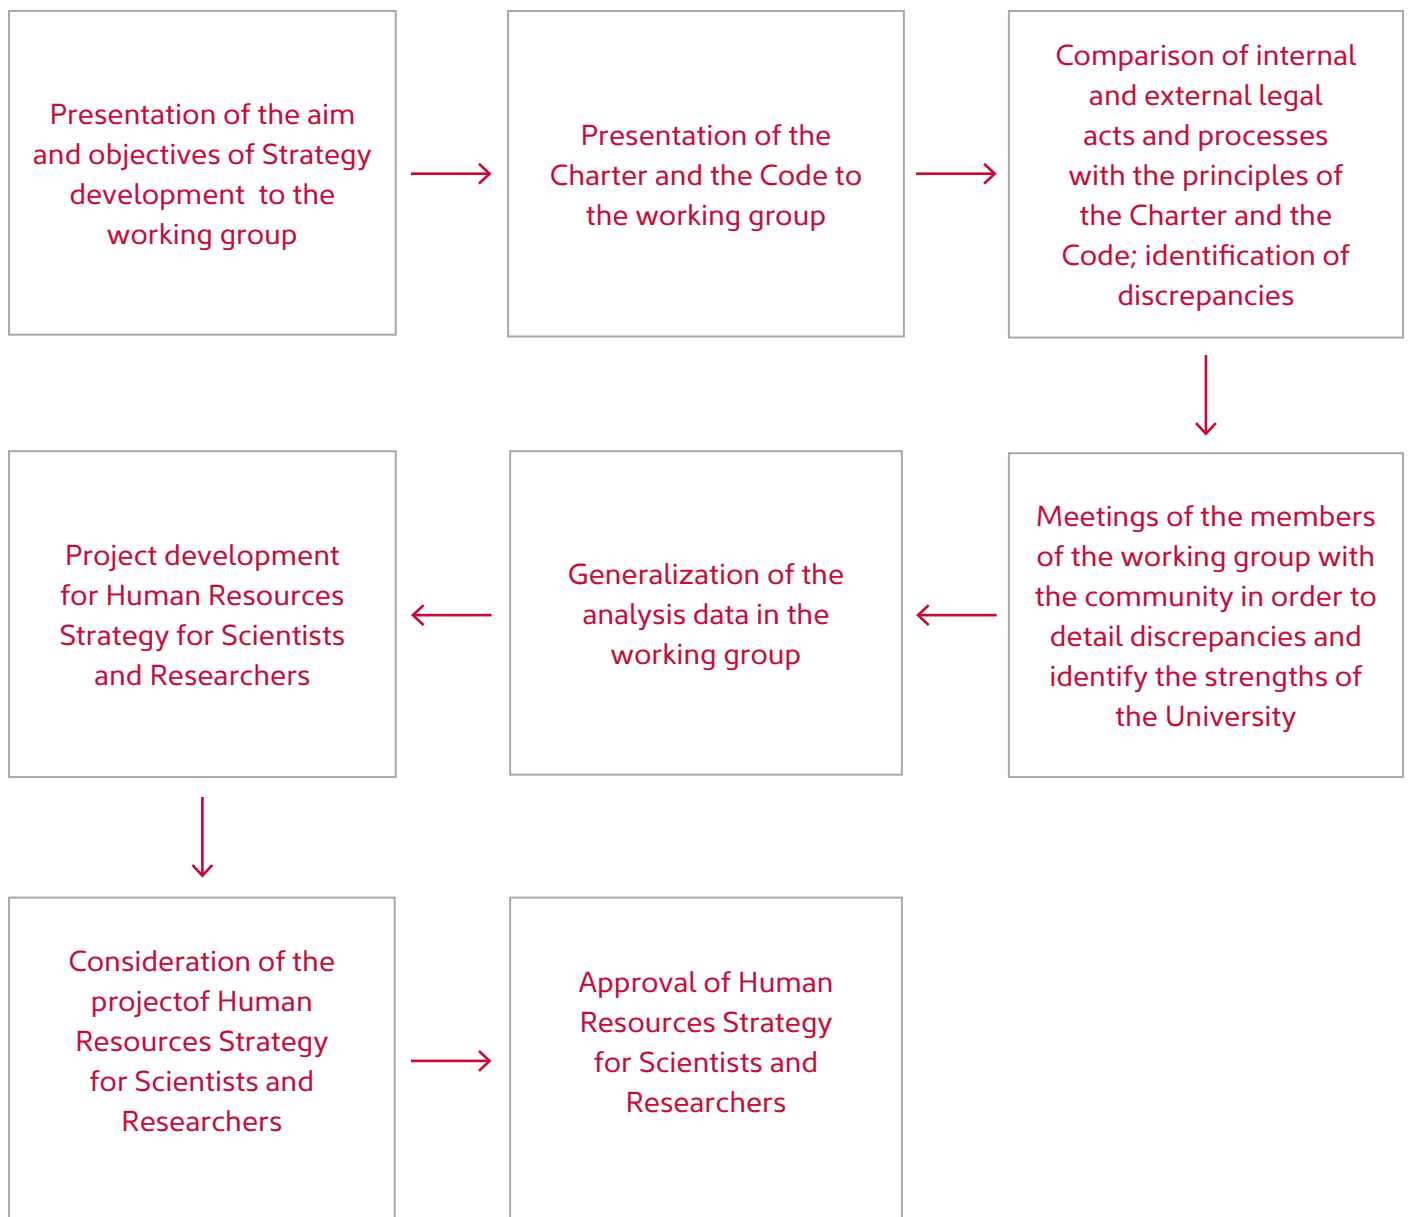 Presentation of the aim
and objectives of Strategy
development  to the
working group
Presentation of the
Charter and the Code to
the working group
Comparison of internal
and external legal
acts and processes
with the principles of
the Charter and the
Code; identification of
discrepancies
Meetings of the members
of the working group with
the community in order to
detail discrepancies and
identify the strengths of
the University
Generalization of the
analysis data in the
working group
Project development
for Human Resources
Strategy for Scientists
and Researchers
Consideration of the
projectof Human
Resources Strategy
for Scientists and
Researchers
Approval of Human
Resources Strategy
for Scientists and
Researchers